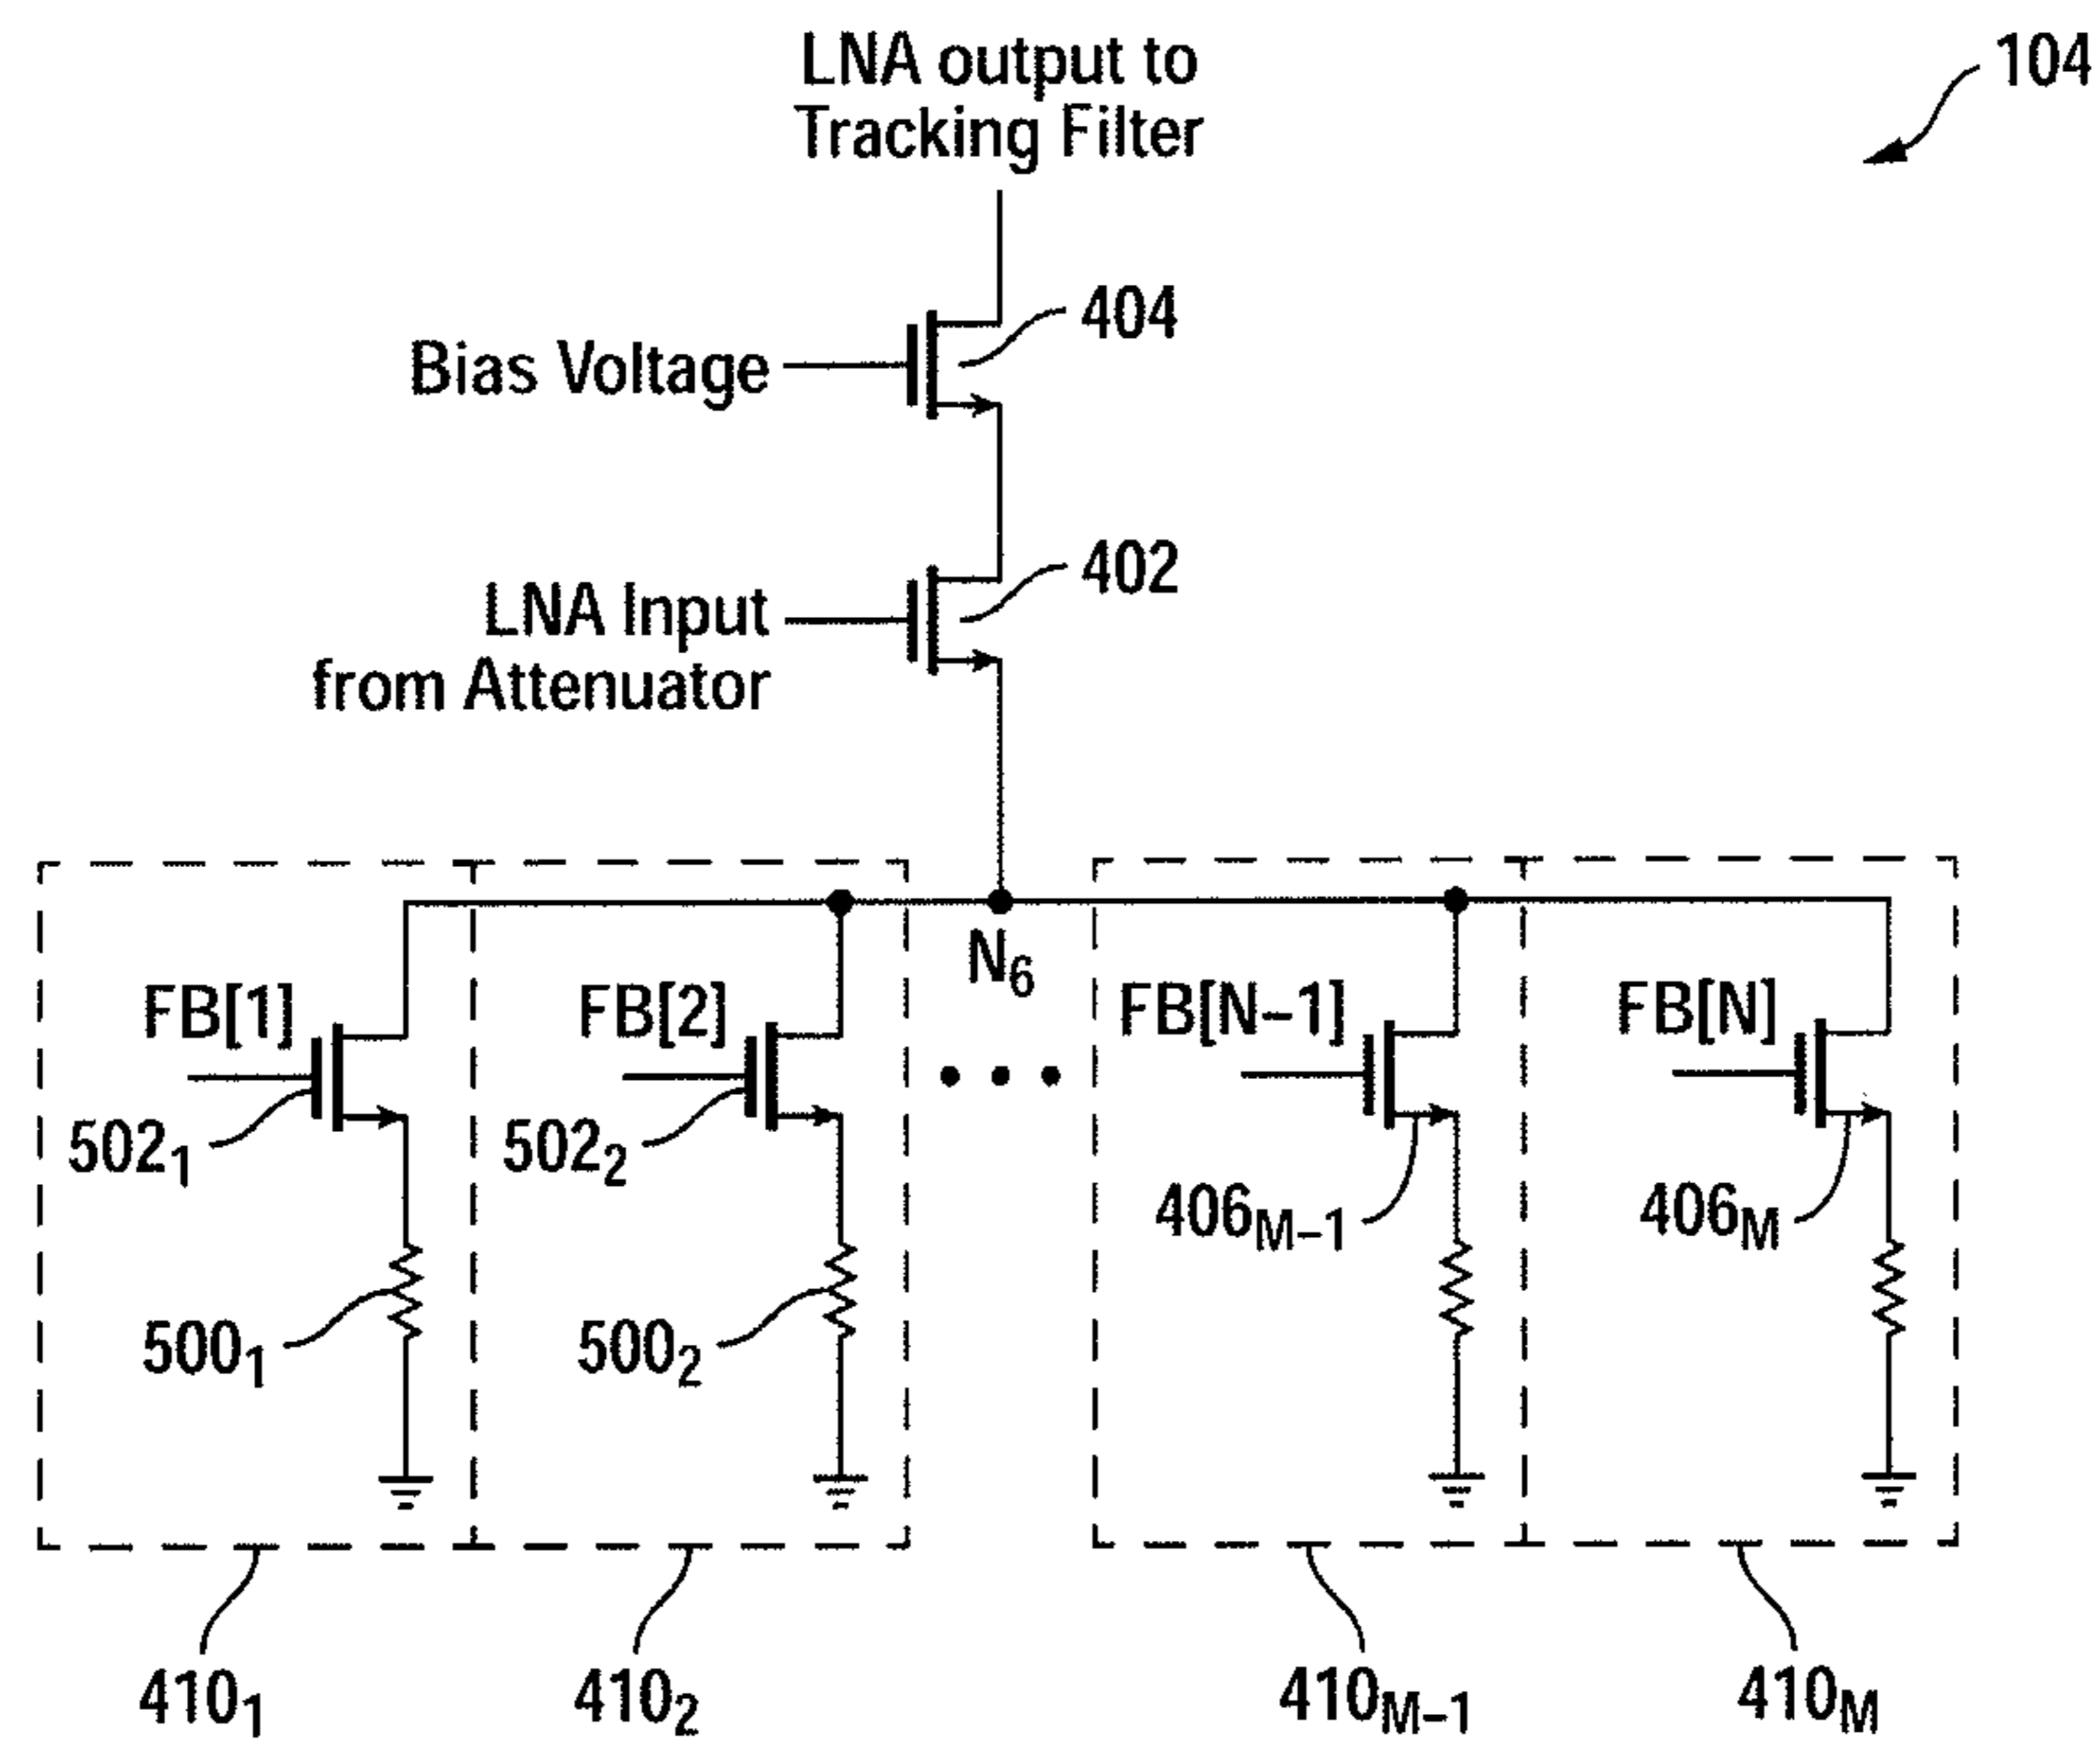 LNA output to
Tracking Filter
104
404
Bias Voltage
402
LNA Input
from Attenuator
N6
FB[1]
FB[2]
FB[N–1]
FB[N]
5021
5022
406M–1
406M
5001
5002
4101
4102
410M–1
410M